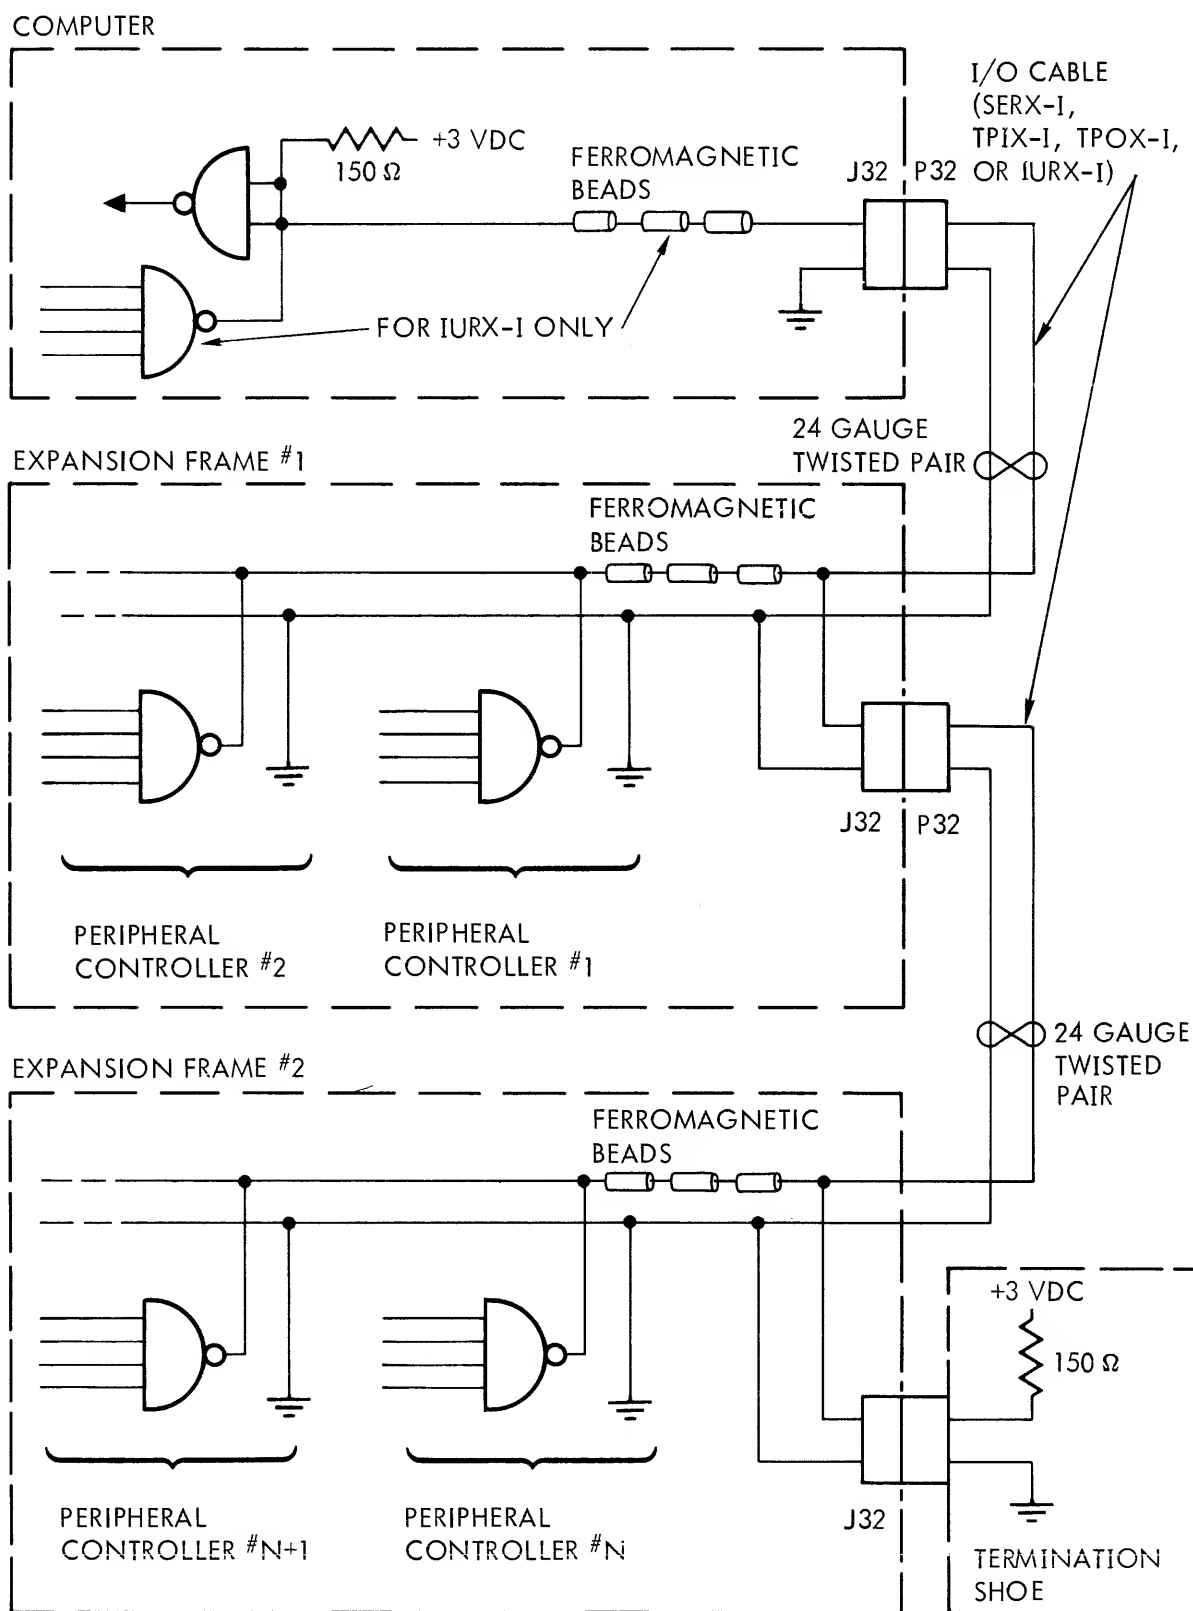 COMPUTER
I/O CABLE
(SERX-I,
TPIX-I, TPOX-I,
OR IURX-I)
+3 VDC
150 Ω
FERROMAGNETIC
BEADS
J32 P32
FOR IURX-I ONLY
24 GAUGE
TWISTED PAIR
EXPANSION FRAME #1
FERROMAGNETIC
BEADS
J32 P32
PERIPHERAL
CONTROLLER #2
PERIPHERAL
CONTROLLER #1
24 GAUGE
TWISTED
PAIR
EXPANSION FRAME #2
FERROMAGNETIC
BEADS
+3 VDC
150 Ω
J32
PERIPHERAL
CONTROLLER #N+1
PERIPHERAL
CONTROLLER #N
TERMINATION
SHOE